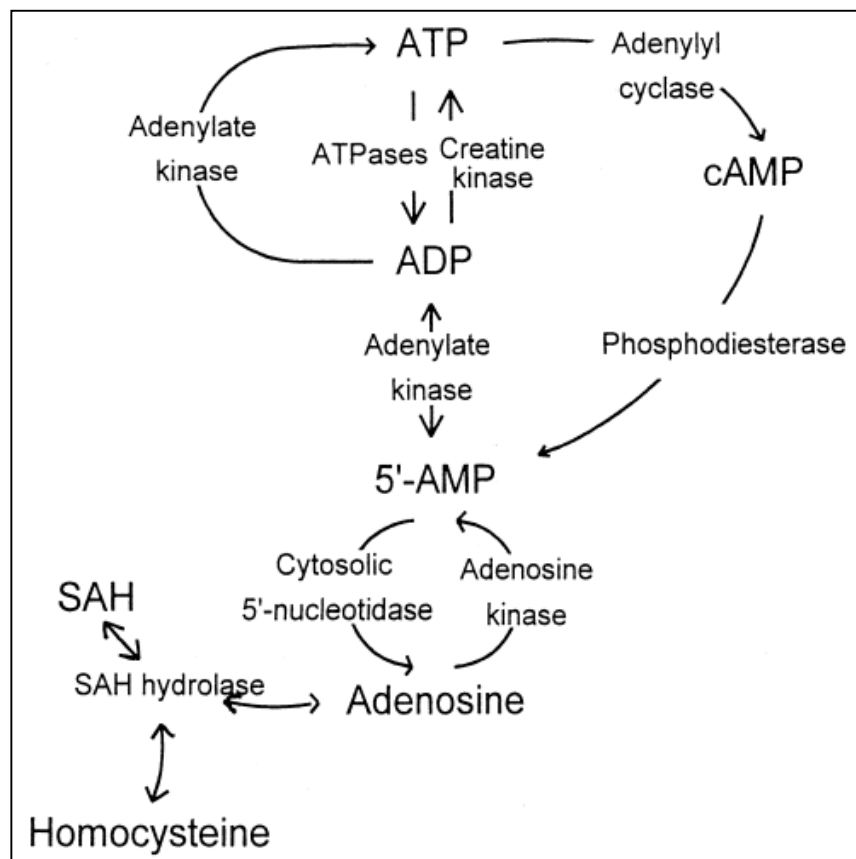 ATP
Adenylyl
cyclase
Adenylate
kinase
ATPases
Creatine
kinase
cAMP
ADP
Adenylate
kinase
Phosphodiesterase
5'-AMP
Cytosolic
5'-nucleotidase
Adenosine
kinase
SAH
SAH hydrolase
Adenosine
Homocysteine